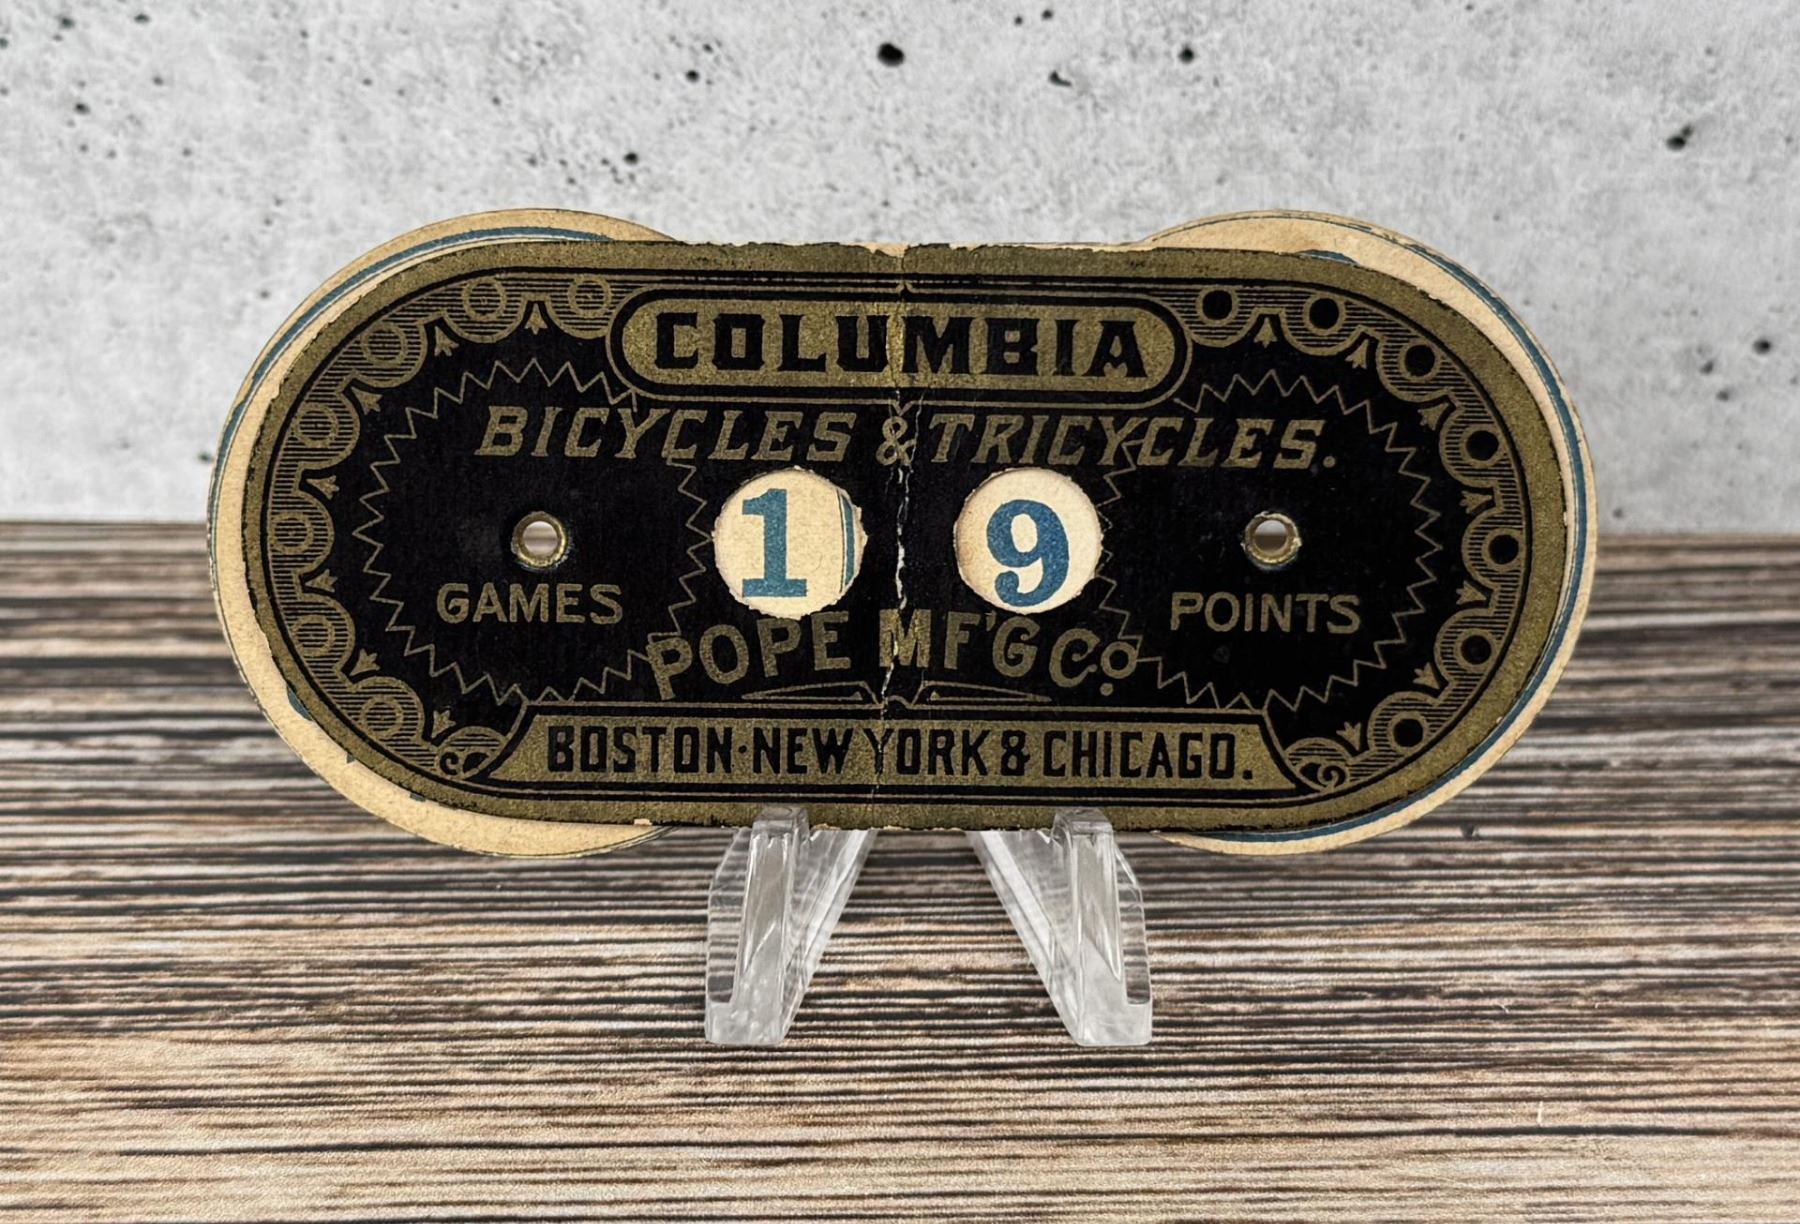 COLUMBIA
BICYCLES & TRICYCLES.
1 9
GAMES POINTS
POPE MF'G Co
BOSTON·NEW YORK & CHICAGO.